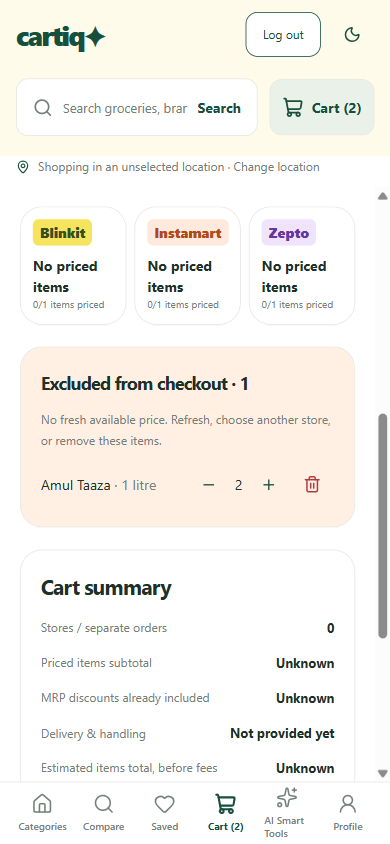 cartiq
Log out
Search groceries, brar Search
Cart (2)
Shopping in an unselected location · Change location
Blinkit
No priced
items
0/1 items priced
Instamart
No priced
items
0/1 items priced
Zepto
No priced
items
0/1 items priced
Excluded from checkout · 1
No fresh available price. Refresh, choose another store,
or remove these items.
Amul Taaza · 1 litre − 2 +
Cart summary
Stores / separate orders 0
Priced items subtotal Unknown
MRP discounts already included Unknown
Delivery & handling Not provided yet
Estimated items total, before fees Unknown
Categories
Compare
Saved
Cart (2)
AI Smart
Tools
Profile